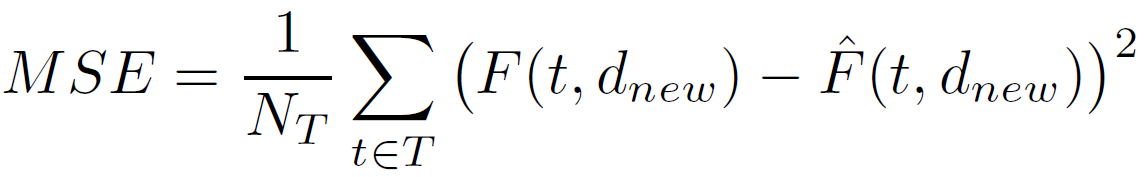 MSE = \frac{1}{N_T} \sum_{t \in T} \left( F(t, d_{new}) - \hat{F}(t, d_{new}) \right)^2